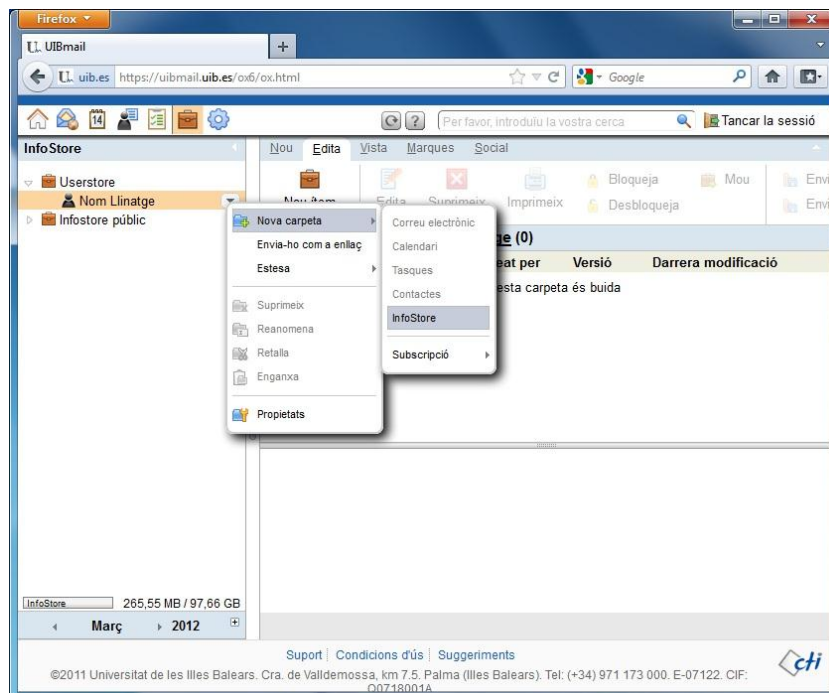 Firefox
UIBmail
uib.es https://uibmail.uib.es/ox6/ox.html Google
14 Per favor, introduïu la vostra cerca Tancar la sessió
InfoStore Nou Edita Vista Marques Social
Userstore
Nom Llinatge
Infostore públic
Nou ítem Edita Suprimeix Imprimeix Bloqueja Mou Envi
Desbloqueja Envi
ge (0)
eat per Versió Darrera modificació
esta carpeta és buida
Nova carpeta
Envia-ho com a enllaç
Estesa
Suprimeix
Reanomena
Retalla
Enganxa
Propietats
Correu electrònic
Calendari
Tasques
Contactes
InfoStore
Subscripció
InfoStore 265,55 MB / 97,66 GB
Març 2012
Suport Condicions d'ús Suggeriments
©2011 Universitat de les Illes Balears. Cra. de Valldemossa, km 7.5. Palma (Illes Balears). Tel: (+34) 971 173 000. E-07122. CIF:
Q0718001A
cti